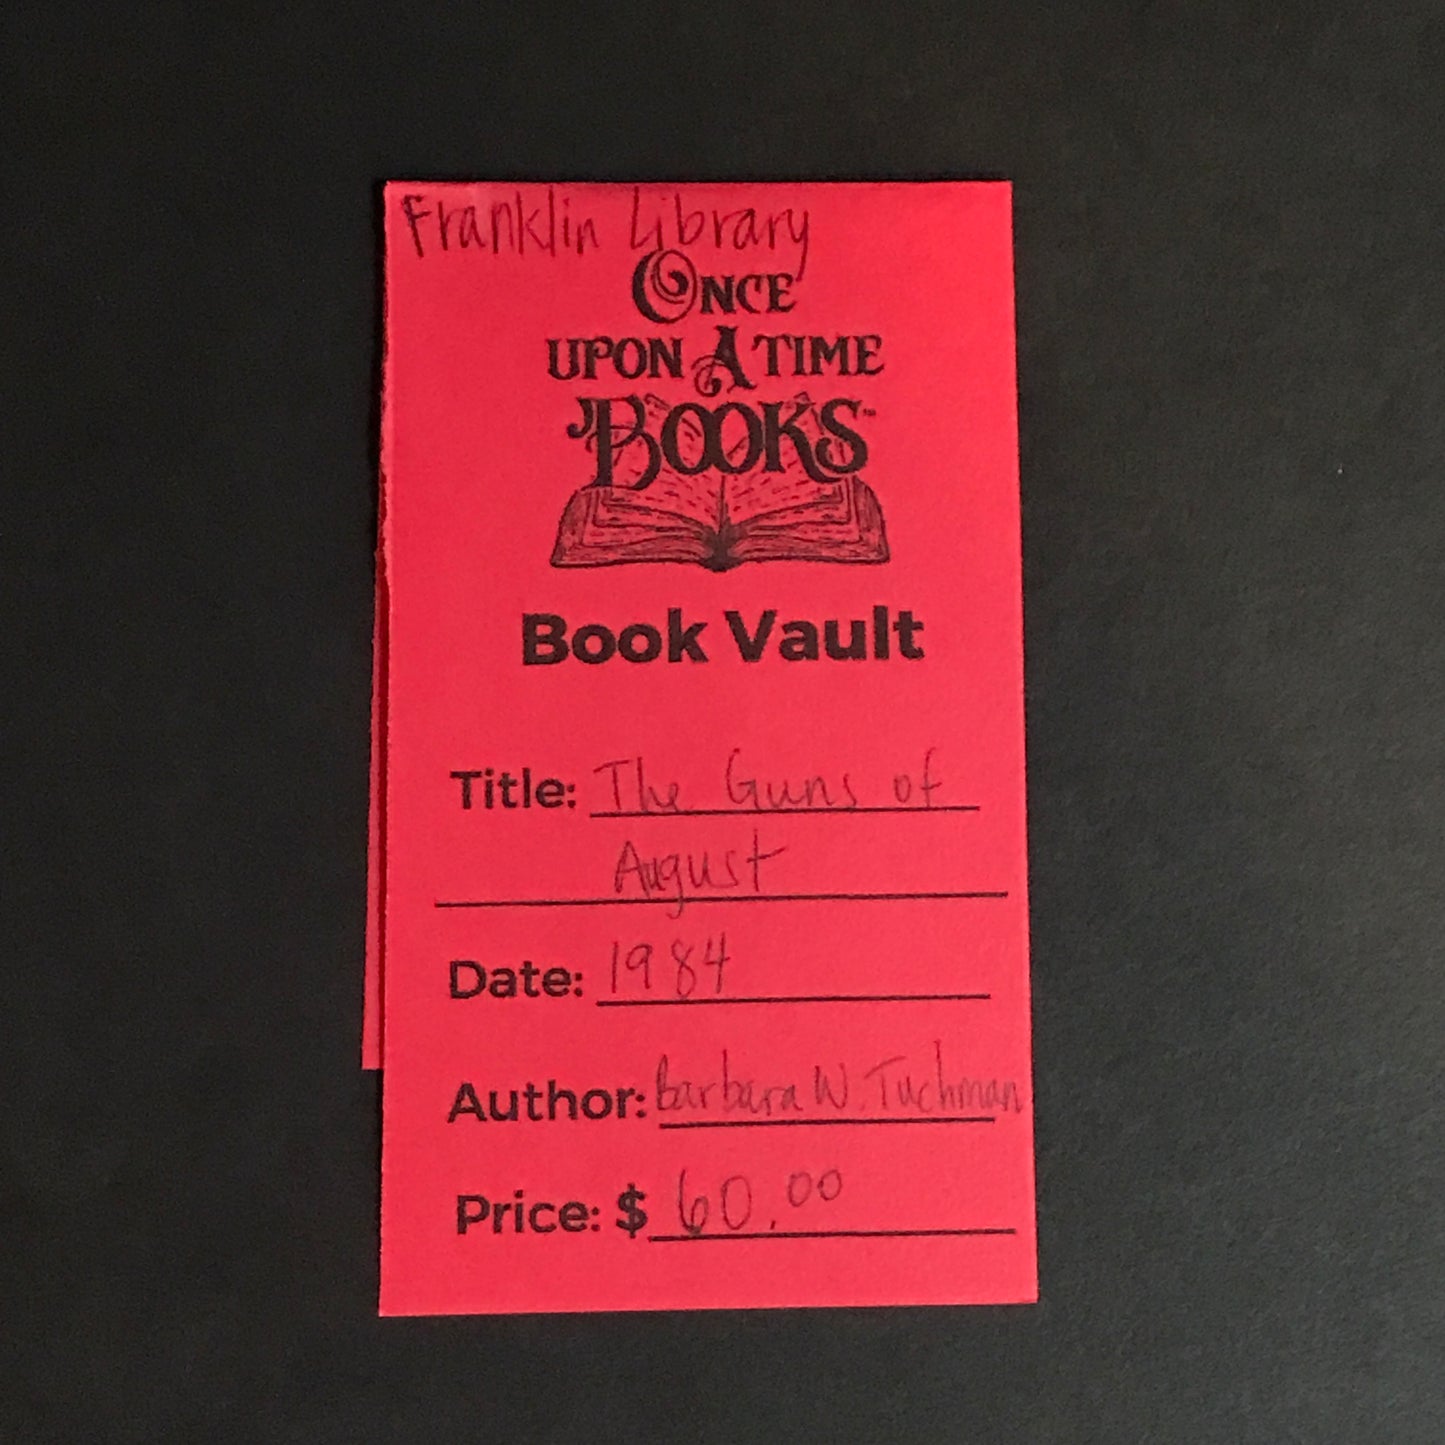 Franklin Library
ONCE
UPON A TIME
BOOKS™
Book Vault
Title: The Guns of
August
Date: 1984
Author: Barbara W. Tuchman
Price: $ 60.00